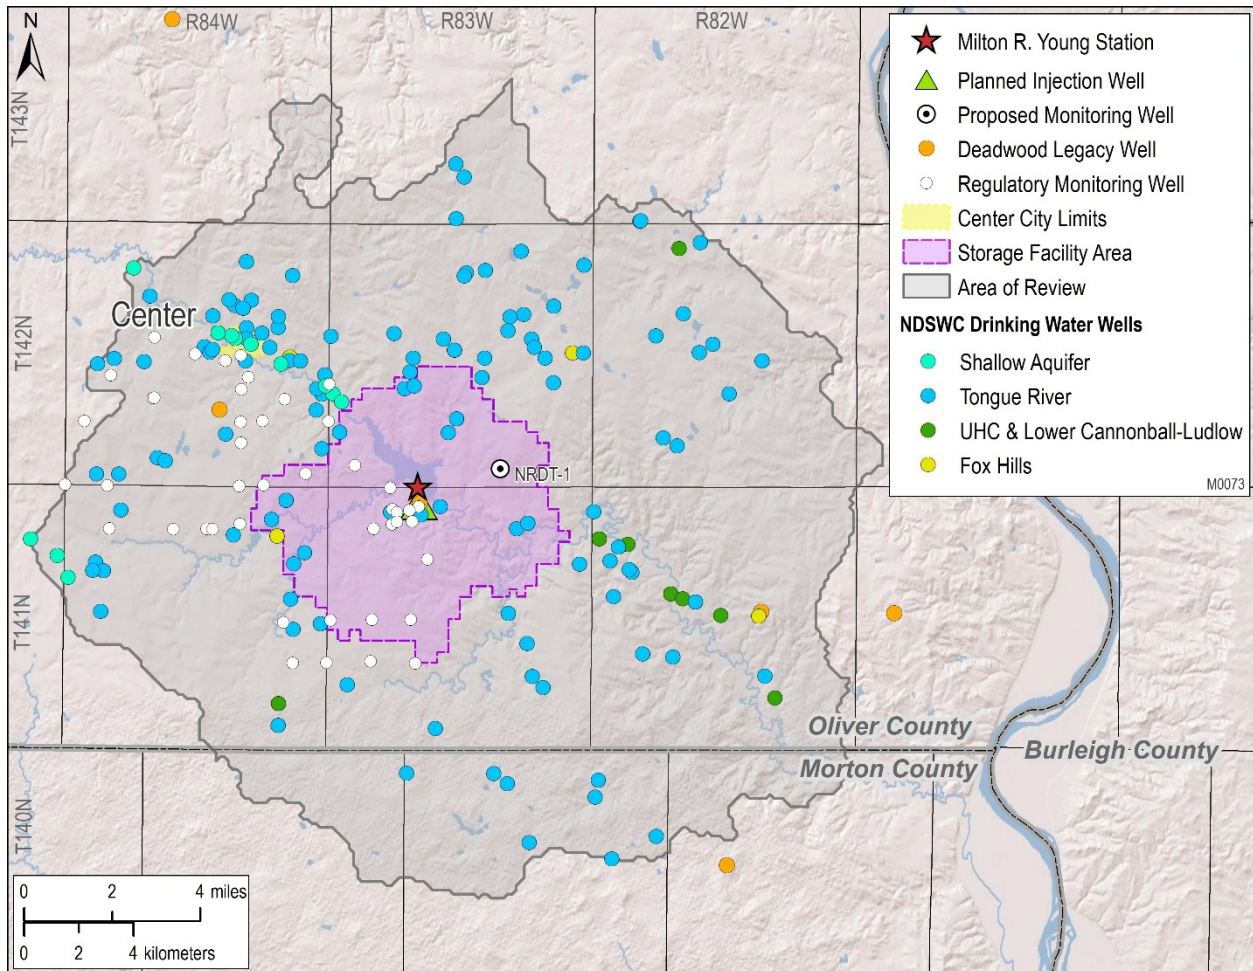 N
R84W
R83W
R82W
T143N
T142N
T141N
T140N
Center
NRDT-1
Oliver County
Morton County
Burleigh County
Milton R. Young Station
Planned Injection Well
Proposed Monitoring Well
Deadwood Legacy Well
Regulatory Monitoring Well
Center City Limits
Storage Facility Area
Area of Review
NDSWC Drinking Water Wells
Shallow Aquifer
Tongue River
UHC & Lower Cannonball-Ludlow
Fox Hills
M0073
0 2 4 miles
0 2 4 kilometers